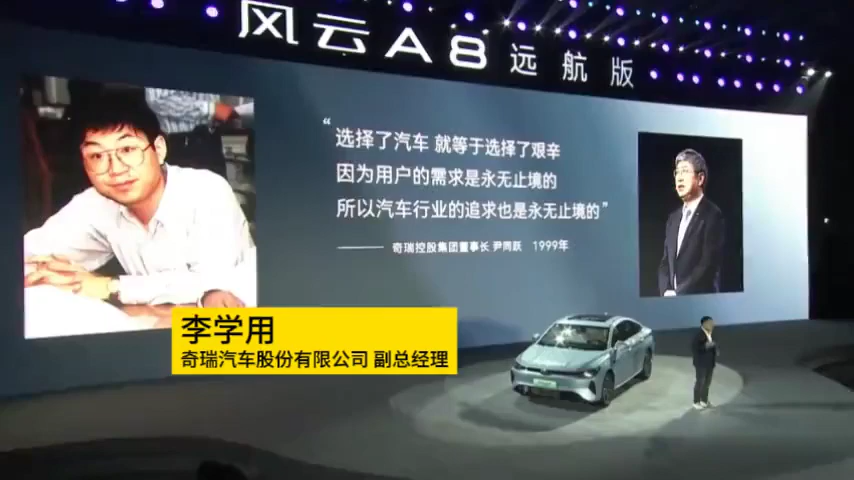 风云A8远航版
“选择了汽车 就等于选择了艰辛
因为用户的需求是永无止境的
所以汽车行业的追求也是永无止境的”
——奇瑞控股集团董事长 尹同跃 1999年
李学用
奇瑞汽车股份有限公司 副总经理